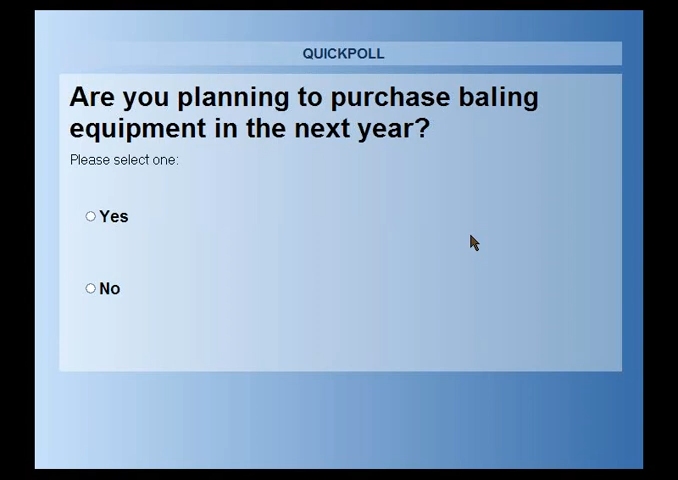 QUICKPOLL
Are you planning to purchase baling
equipment in the next year?
Please select one:
Yes
No